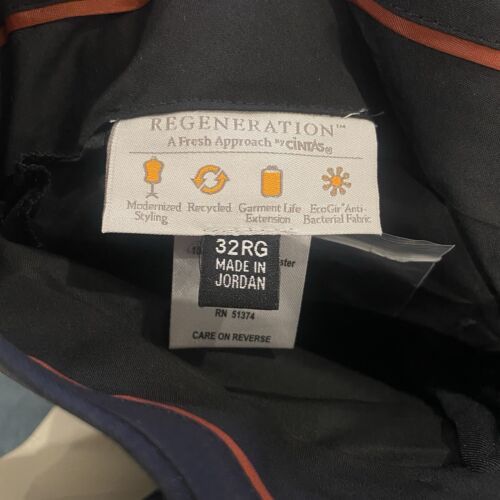 REGENERATION™
A Fresh Approach BY CINTAS®
Modernized Styling
Recycled
Garment Life Extension
EcoGir® Anti-Bacterial Fabric
32RG
MADE IN
JORDAN
RN 51374
CARE ON REVERSE